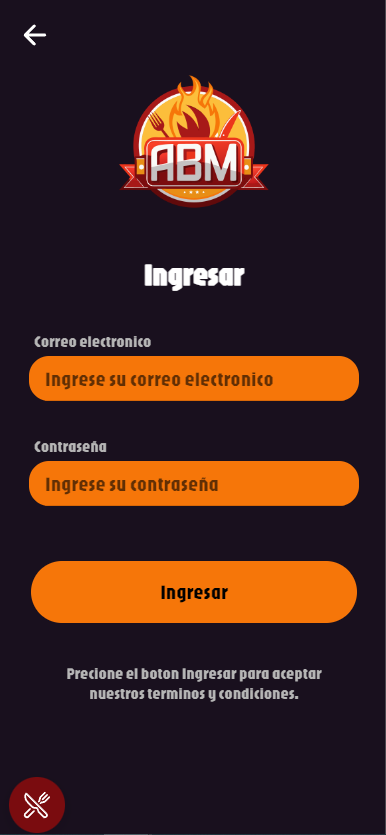 ABM
Ingresar
Correo electronico
Ingrese su correo electronico
Contraseña
Ingrese su contraseña
Ingresar
Precione el boton Ingresar para aceptar
nuestros terminos y condiciones.